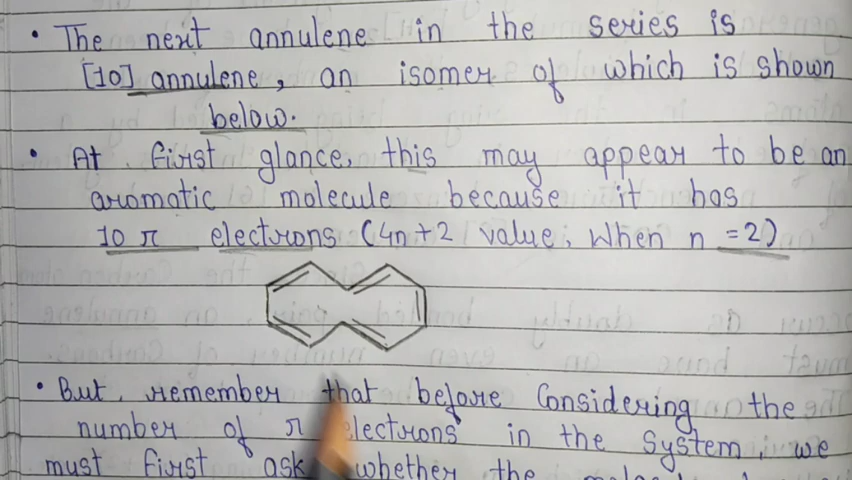 • The next annulene in the series is
[10] annulene, an isomer of which is shown
below.
• At first glance, this may appear to be an
aromatic molecule because it has
10 π electrons (4n+2 value, when n =2)
• But, remember that before considering the
number of π electrons in the system, we
must first ask whether the